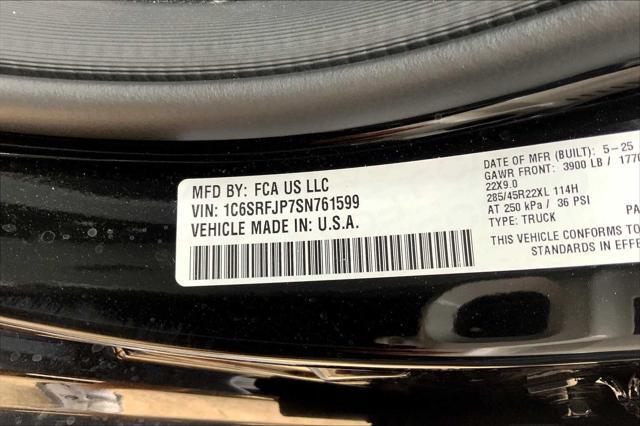 MFD BY: FCA US LLC
VIN: 1C6SRFJP7SN761599
VEHICLE MADE IN: U.S.A.
DATE OF MFR (BUILT): 5-25
GAWR FRONT: 3900 LB / 1770
22X9.0
285/45R22XL 114H
AT 250 kPa / 36 PSI
TYPE: TRUCK
THIS VEHICLE CONFORMS TO
STANDARDS IN EFFE